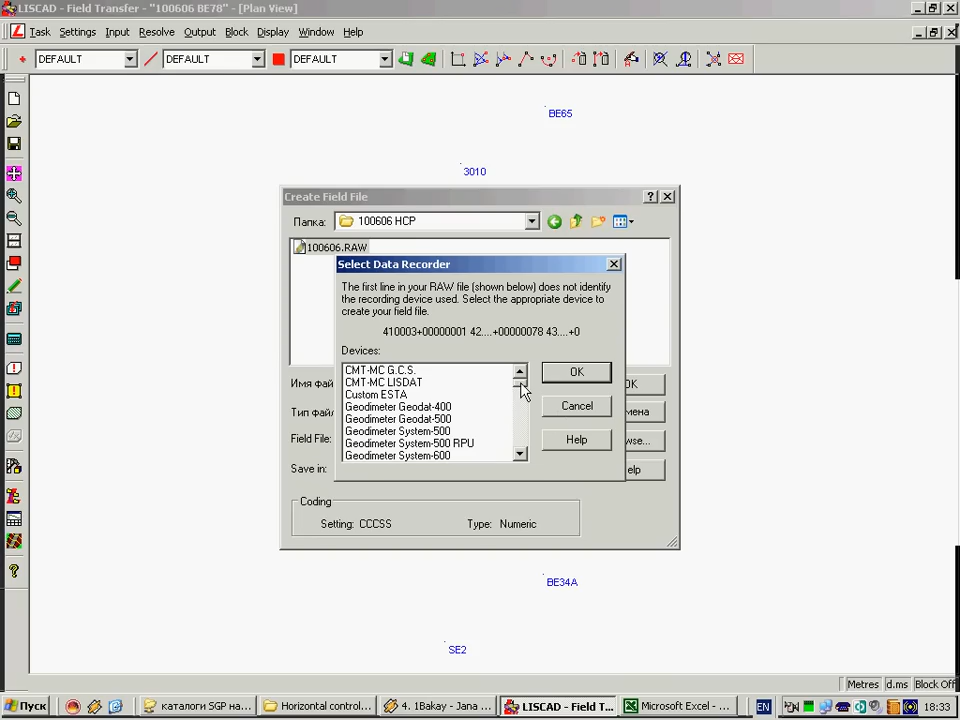 LISCAD - Field Transfer - "100606 BE78" - [Plan View]
Task Settings Input Resolve Output Block Display Window Help
DEFAULT DEFAULT DEFAULT
BE65
3010
Create Field File
Папка: 100606 HCP
100606.RAW
Select Data Recorder
The first line in your RAW file (shown below) does not identify
the recording device used. Select the appropriate device to
create your field file.
410003+00000001 42....+00000078 43....+0
Devices:
CMT-MC G.C.S.
CMT-MC LISDAT
Custom ESTA
Geodimeter Geodat-400
Geodimeter Geodat-500
Geodimeter System-500
Geodimeter System-500 RPU
Geodimeter System-600
OK
Cancel
Help
Имя фай
Тип файл
Field File:
Save in:
OK
мена
wse...
elp
Coding
Setting: CCCSS Type: Numeric
BE34A
SE2
Metres d.ms Block Off
Пуск каталоги SGP на... Horizontal control... 4. 1Bakay - Jana ... LISCAD - Field T... Microsoft Excel - ... EN 18:33